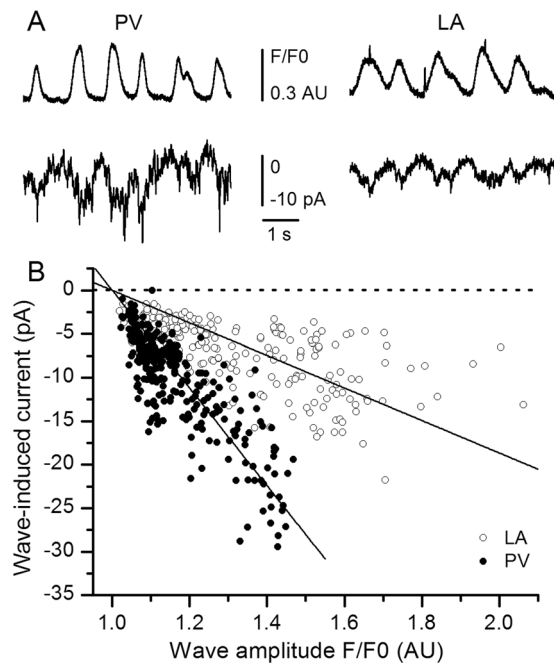 A
PV
LA
F/F0
0.3 AU
0
-10 pA
1 s
B
0
-5
-10
-15
-20
-25
-30
-35
Wave-induced current (pA)
LA
PV
1.0 1.2 1.4 1.6 1.8 2.0
Wave amplitude F/F0 (AU)